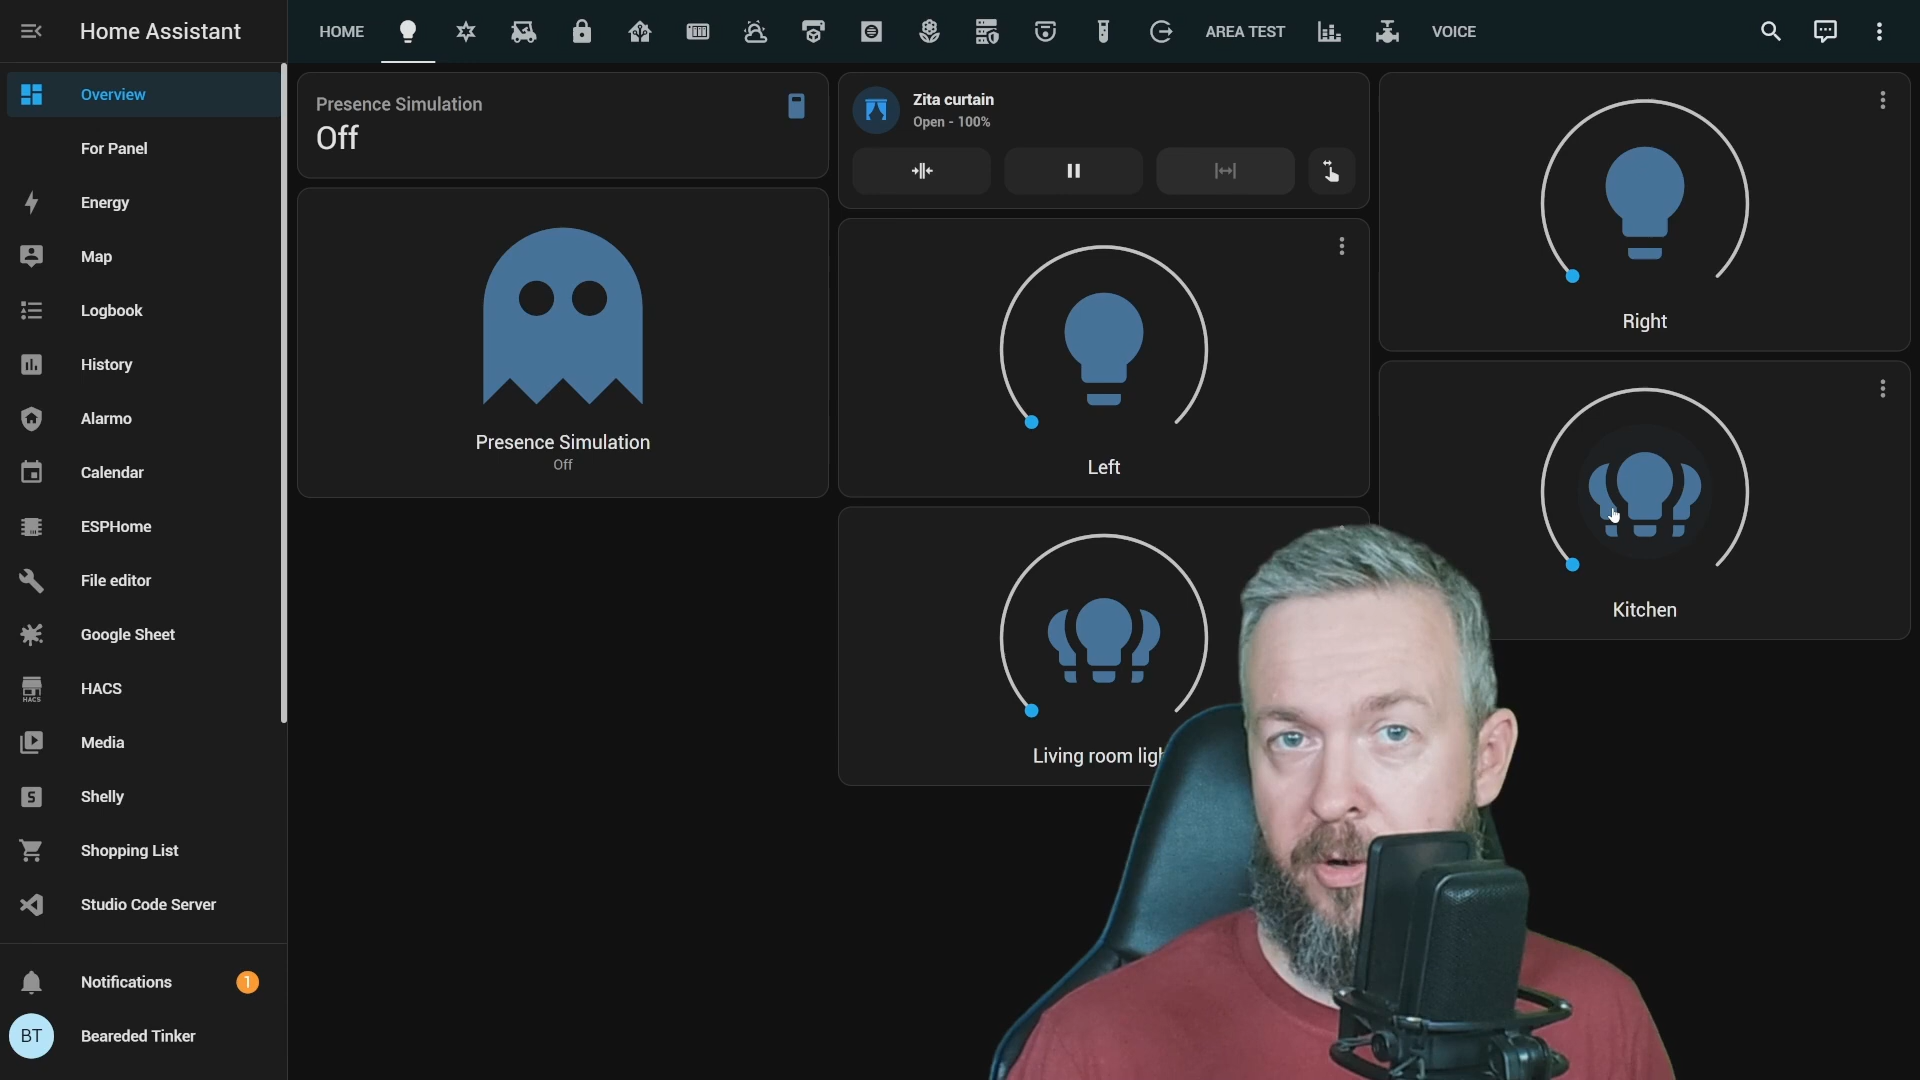 Home Assistant
HOME
AREA TEST
VOICE
Overview
For Panel
Energy
Map
Logbook
History
Alarmo
Calendar
ESPHome
File editor
Google Sheet
HACS
HACS
Media
S
Shelly
Shopping List
Studio Code Server
Notifications
1
BT
Beareded Tinker
Presence Simulation
Off
Presence Simulation
Off
Zita curtain
Open - 100%
Left
Living room ligh
Right
Kitchen